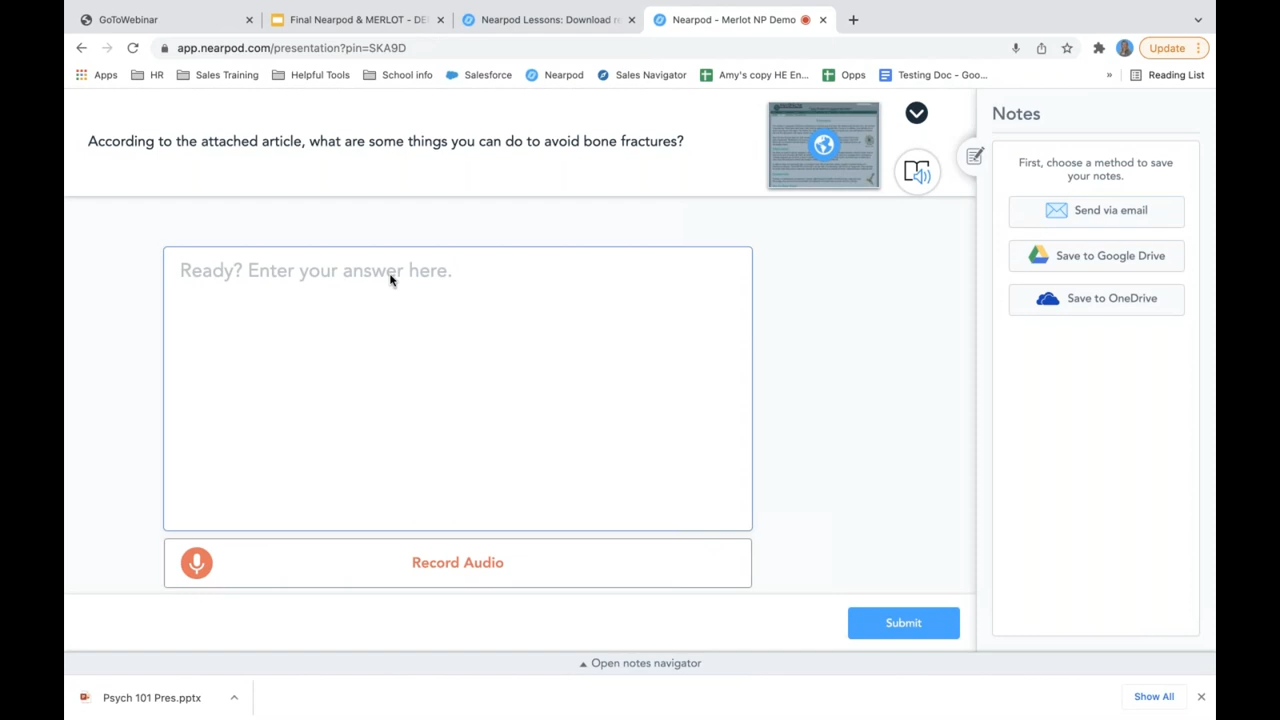 GoToWebinar
Final Nearpod & MERLOT - DE
Nearpod Lessons: Download r
Nearpod - Merlot NP Demo
app.nearpod.com/presentation?pin=SKA9D
Update
Apps
HR
Sales Training
Helpful Tools
School info
Salesforce
Nearpod
Sales Navigator
Amy's copy HE En...
Opps
Testing Doc - Goo...
»
Reading List
According to the attached article, what are some things you can do to avoid bone fractures?
Notes
First, choose a method to save
your notes.
Send via email
Save to Google Drive
Save to OneDrive
Ready? Enter your answer here.
Record Audio
Submit
Open notes navigator
Psych 101 Pres.pptx
Show All